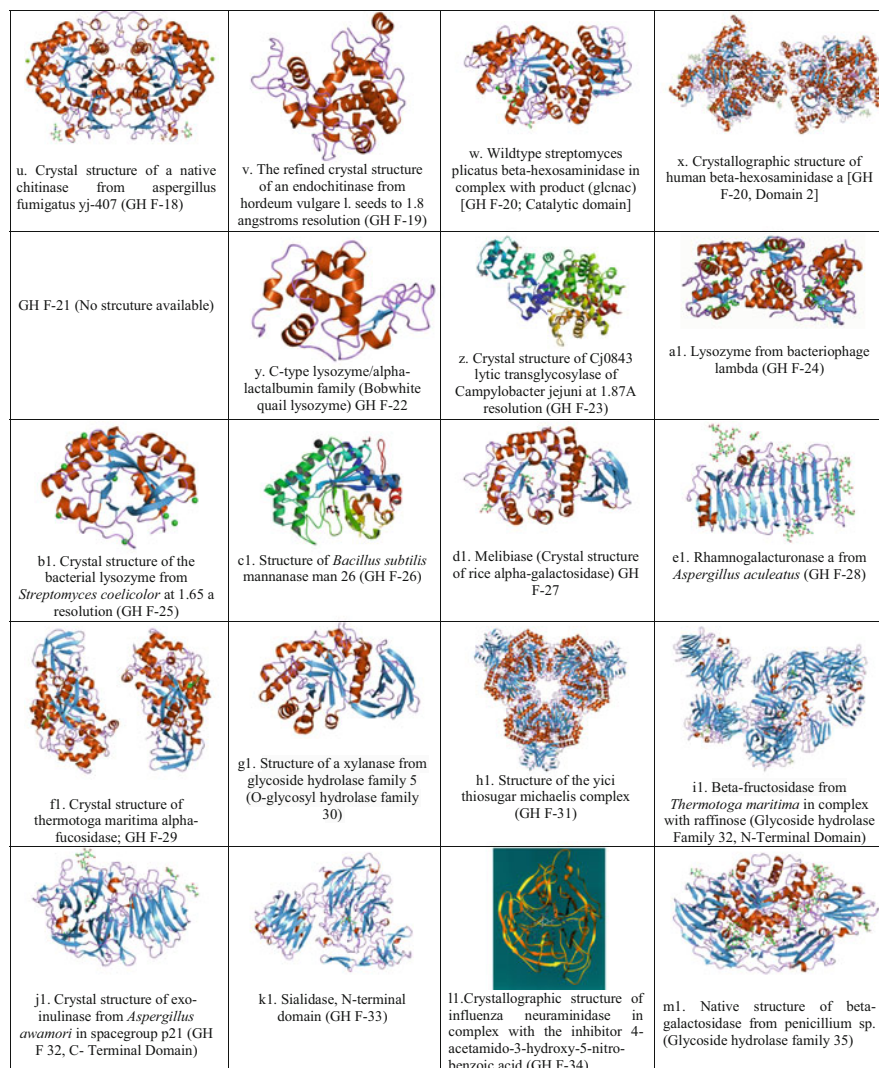 u. Crystal structure of a native
chitinase from aspergillus
fumigatus yj-407 (GH F-18)
v. The refined crystal structure
of an endochitinase from
hordeum vulgare l. seeds to 1.8
angstroms resolution (GH F-19)
w. Wildtype streptomyces
plicatus beta-hexosaminidase in
complex with product (glcnac)
[GH F-20; Catalytic domain]
x. Crystallographic structure of
human beta-hexosaminidase a [GH
F-20, Domain 2]
GH F-21 (No strcuture available)
y. C-type lysozyme/alpha-
lactalbumin family (Bobwhite
quail lysozyme) GH F-22
z. Crystal structure of Cj0843
lytic transglycosylase of
Campylobacter jejuni at 1.87A
resolution (GH F-23)
a1. Lysozyme from bacteriophage
lambda (GH F-24)
b1. Crystal structure of the
bacterial lysozyme from
Streptomyces coelicolor at 1.65 a
resolution (GH F-25)
c1. Structure of Bacillus subtilis
mannanase man 26 (GH F-26)
d1. Melibiase (Crystal structure
of rice alpha-galactosidase) GH
F-27
e1. Rhamnogalacturonase a from
Aspergillus aculeatus (GH F-28)
f1. Crystal structure of
thermotoga maritima alpha-
fucosidase; GH F-29
g1. Structure of a xylanase from
glycoside hydrolase family 5
(O-glycosyl hydrolase family
30)
h1. Structure of the yici
thiosugar michaelis complex
(GH F-31)
i1. Beta-fructosidase from
Thermotoga maritima in complex
with raffinose (Glycoside hydrolase
Family 32, N-Terminal Domain)
j1. Crystal structure of exo-
inulinase from Aspergillus
awamori in spacegroup p21 (GH
F 32, C- Terminal Domain)
k1. Sialidase, N-terminal
domain (GH F-33)
l1.Crystallographic structure of
influenza neuraminidase in
complex with the inhibitor 4-
acetamido-3-hydroxy-5-nitro-
benzoic acid (GH F-34)
m1. Native structure of beta-
galactosidase from penicillium sp.
(Glycoside hydrolase family 35)